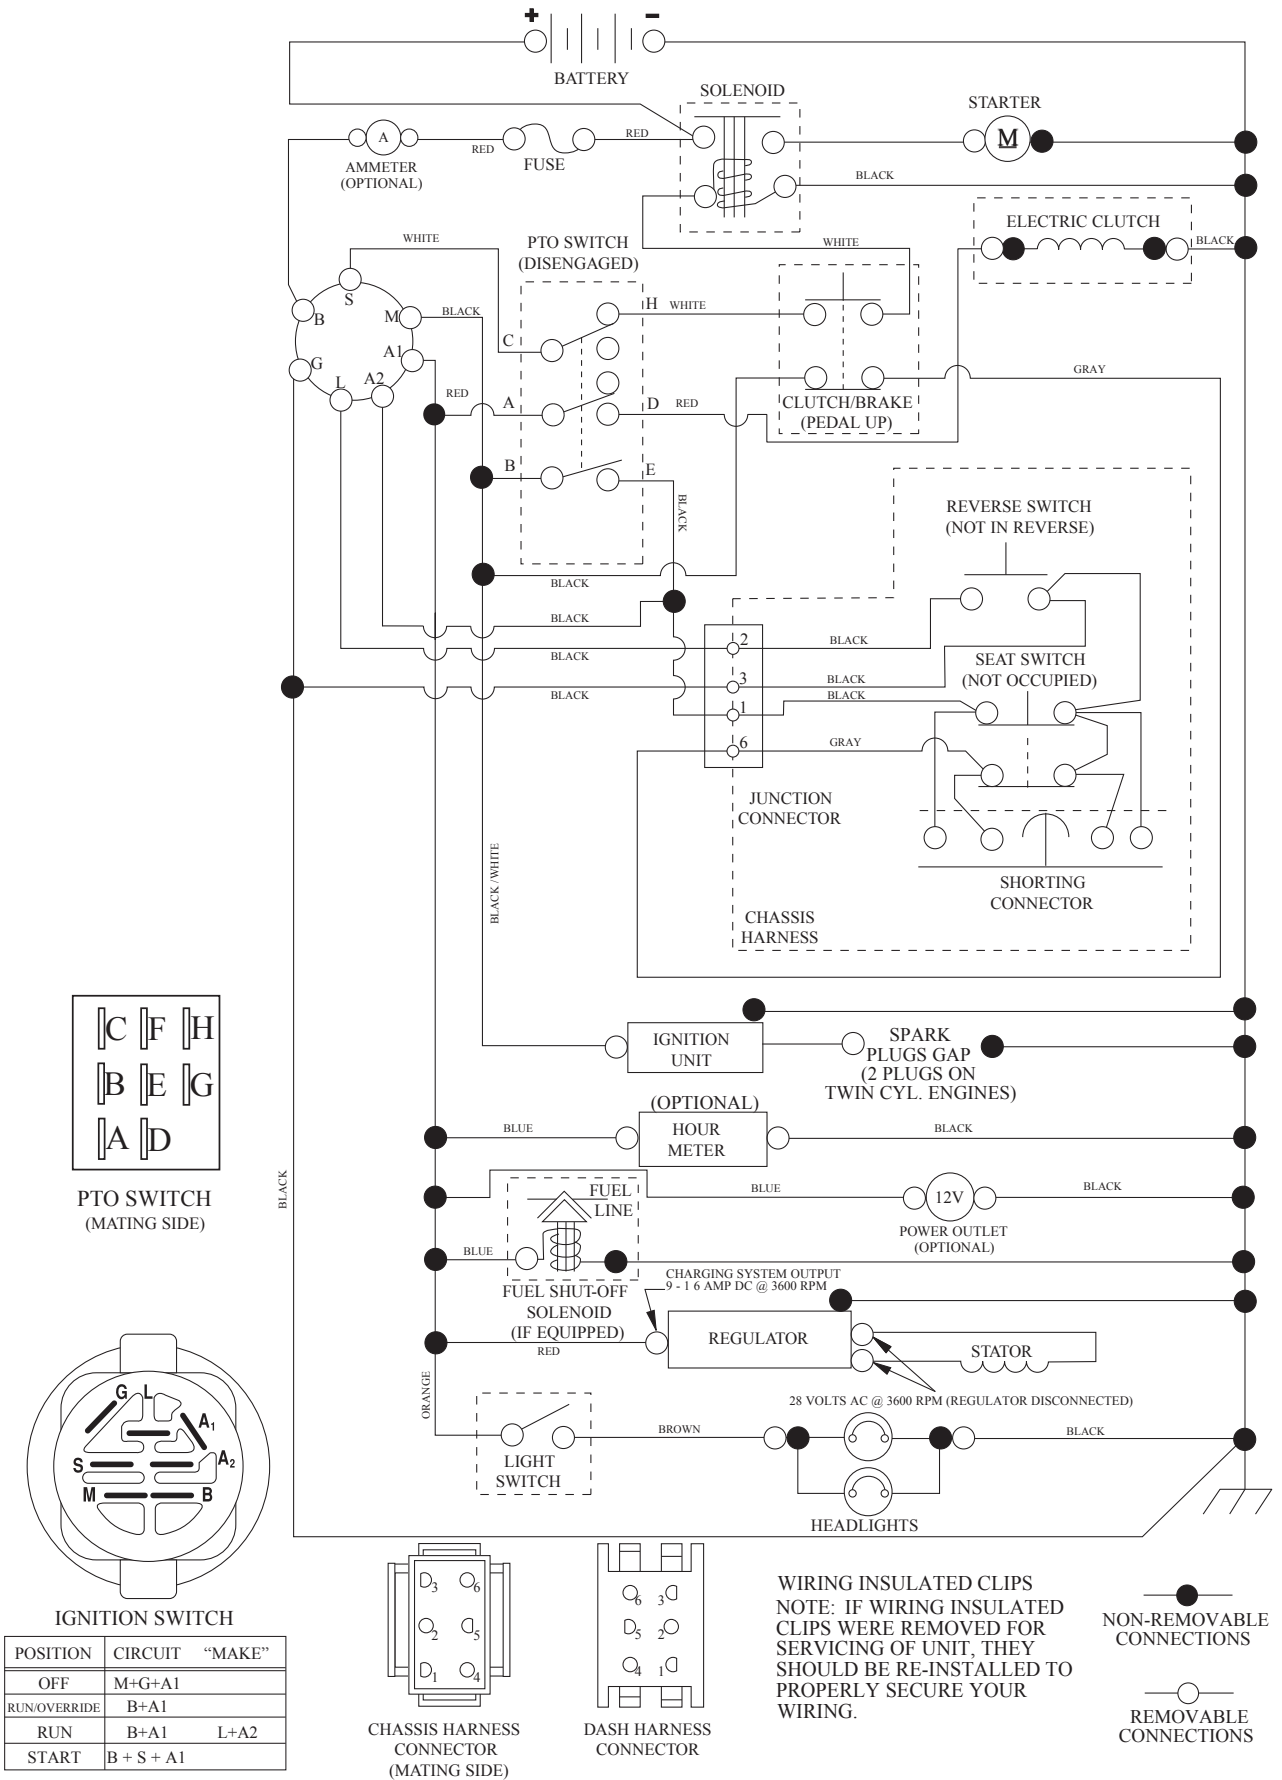 + −
BATTERY
SOLENOID
STARTER
A
M
RED
FUSE
RED
AMMETER
(OPTIONAL)
BLACK
ELECTRIC CLUTCH
BLACK
WHITE
PTO SWITCH
(DISENGAGED)
WHITE
S
B
M
BLACK
H WHITE
C
G
A1
L
A2
RED
A
D RED
CLUTCH/BRAKE
(PEDAL UP)
GRAY
B
E
BLACK
REVERSE SWITCH
(NOT IN REVERSE)
BLACK
BLACK
2
BLACK
BLACK
SEAT SWITCH
(NOT OCCUPIED)
3
BLACK
BLACK
BLACK
1
6
GRAY
JUNCTION
CONNECTOR
BLACK /WHITE
SHORTING
CONNECTOR
CHASSIS
HARNESS
C F H
B E G
A D
PTO SWITCH
(MATING SIDE)
IGNITION
UNIT
SPARK
PLUGS GAP
(2 PLUGS ON
TWIN CYL. ENGINES)
(OPTIONAL)
HOUR
METER
BLUE
BLACK
BLACK
FUEL
LINE
BLUE
12V
BLACK
POWER OUTLET
(OPTIONAL)
BLUE
FUEL SHUT-OFF
SOLENOID
(IF EQUIPPED)
CHARGING SYSTEM OUTPUT
9 - 1 6 AMP DC @ 3600 RPM
RED
REGULATOR
STATOR
28 VOLTS AC @ 3600 RPM (REGULATOR DISCONNECTED)
ORANGE
LIGHT
SWITCH
BROWN
BLACK
HEADLIGHTS
G L
A1
S
A2
M
B
IGNITION SWITCH
POSITION CIRCUIT “MAKE”
OFF M+G+A1
RUN/OVERRIDE B+A1
RUN B+A1 L+A2
START B + S + A1
3 6
2 5
1 4
CHASSIS HARNESS
CONNECTOR
(MATING SIDE)
6 3
5 2
4 1
DASH HARNESS
CONNECTOR
WIRING INSULATED CLIPS
NOTE: IF WIRING INSULATED
CLIPS WERE REMOVED FOR
SERVICING OF UNIT, THEY
SHOULD BE RE-INSTALLED TO
PROPERLY SECURE YOUR
WIRING.
NON-REMOVABLE
CONNECTIONS
REMOVABLE
CONNECTIONS